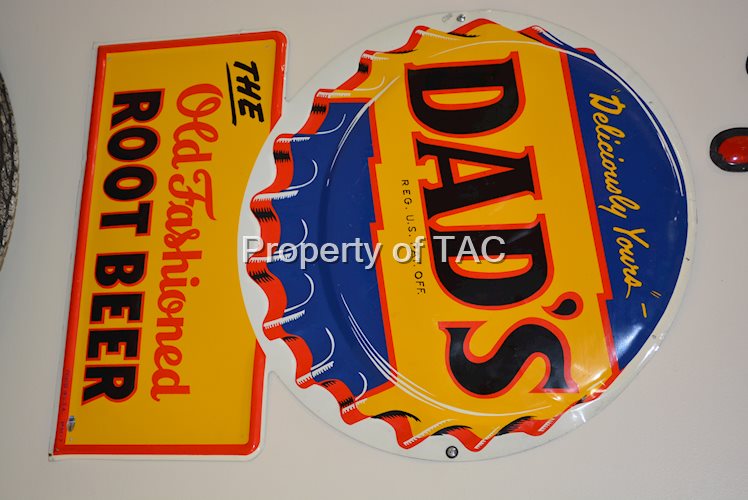 "Deliciously Yours"
DAD'S
REG. U.S. PAT. OFF.
THE
Old Fashioned
ROOT BEER
Property of TAC